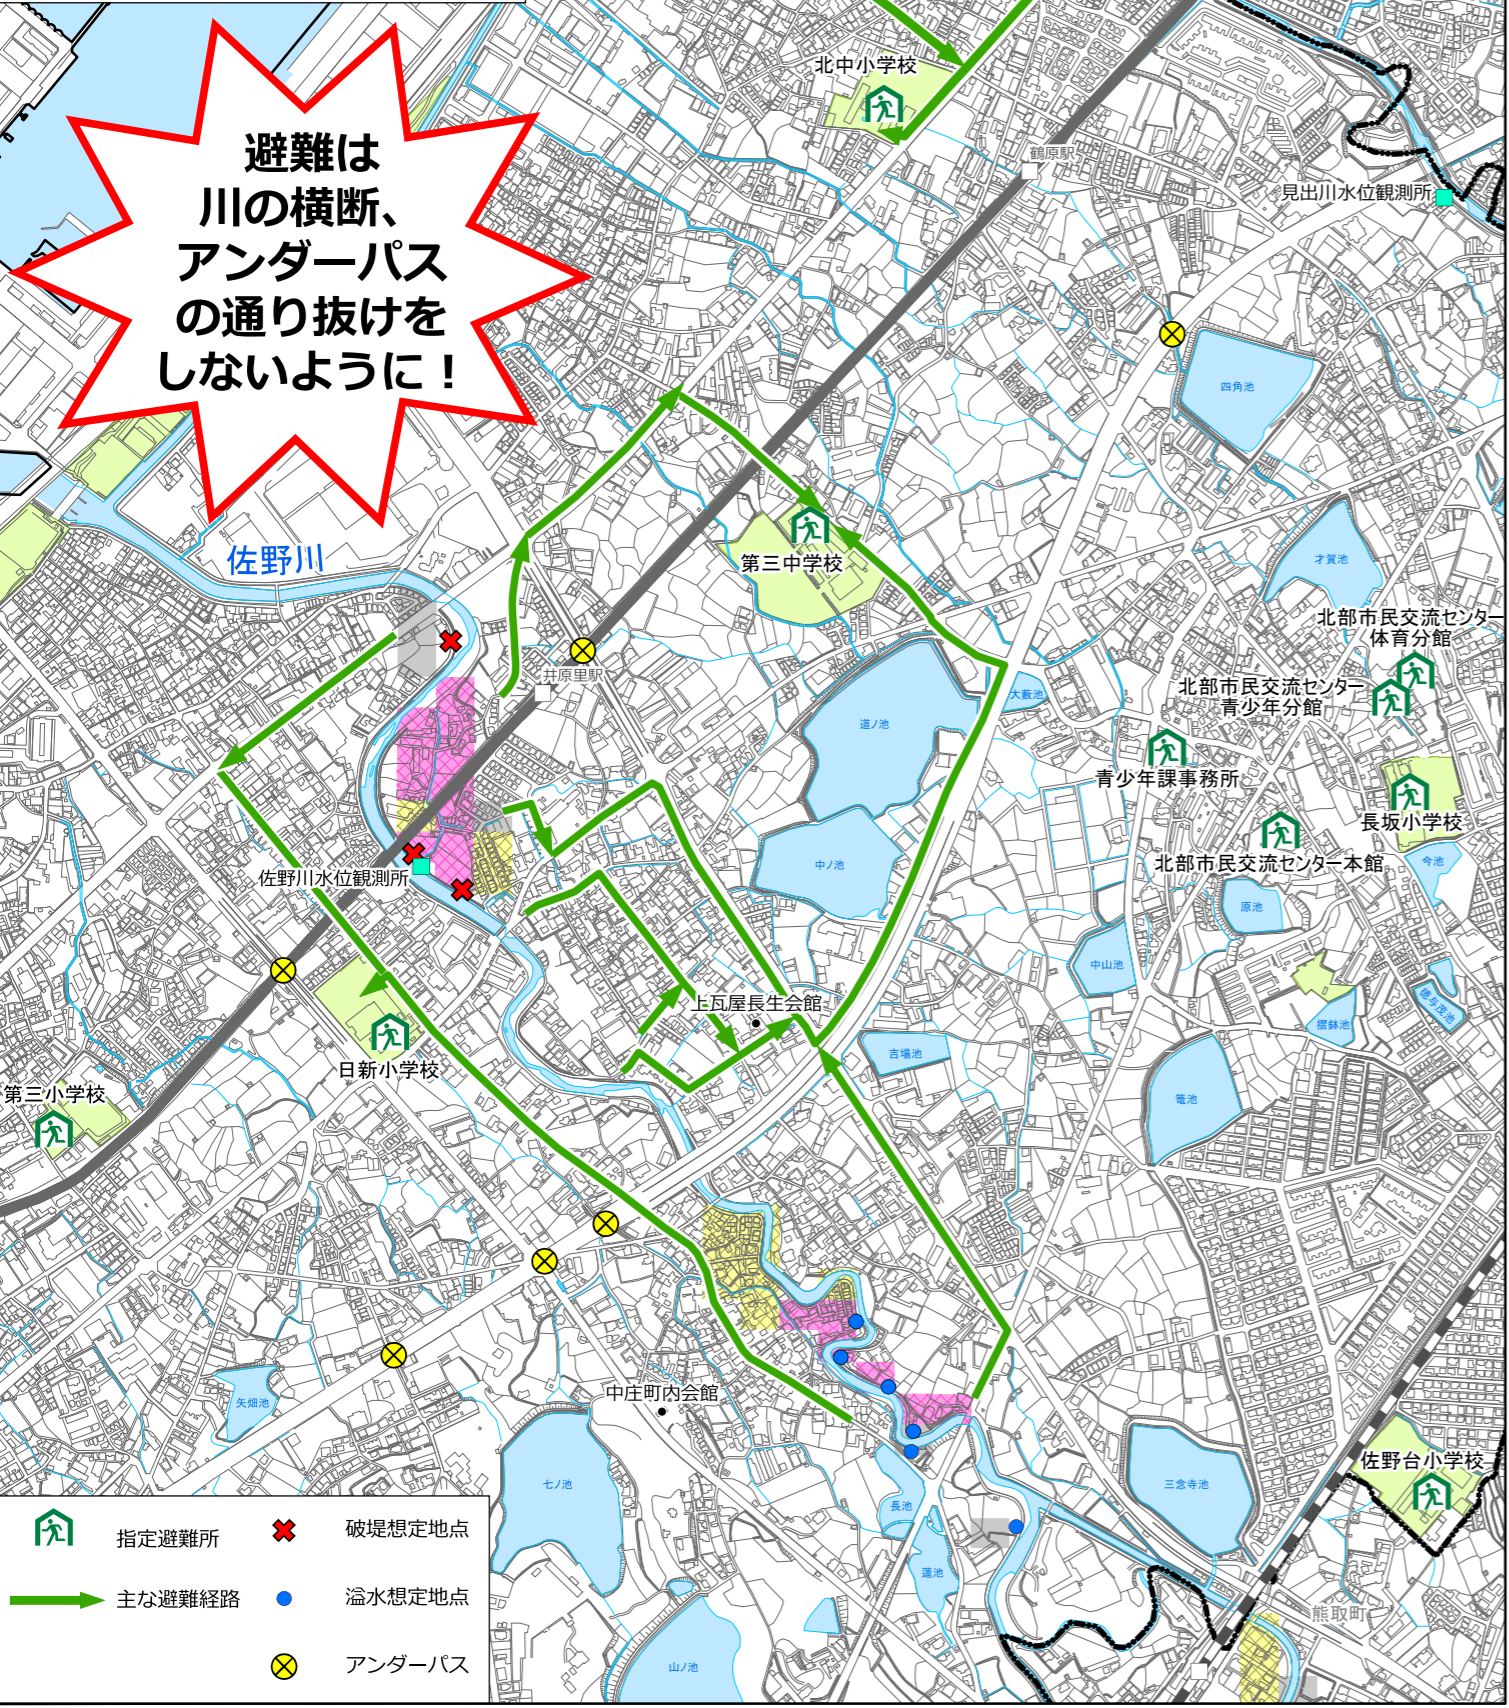 避難は
川の横断、
アンダーパス
の通り抜けを
しないように！
北中小学校
鶴原駅
見出川水位観測所
四角池
佐野川
第三中学校
才賀池
北部市民交流センター
体育分館
井原里駅
大藪池
北部市民交流センター
青少年分館
道ノ池
青少年課事務所
長坂小学校
中ノ池
北部市民交流センター本館
今池
佐野川水位観測所
原池
中山池
上瓦屋長生会館
摺鉢池
徳与茂池
吉場池
日新小学校
第三小学校
篭池
矢畑池
中庄町内会館
佐野台小学校
七ノ池
三念寺池
長池
蓮池
熊取町
山ノ池
指定避難所
破堤想定地点
主な避難経路
溢水想定地点
アンダーパス